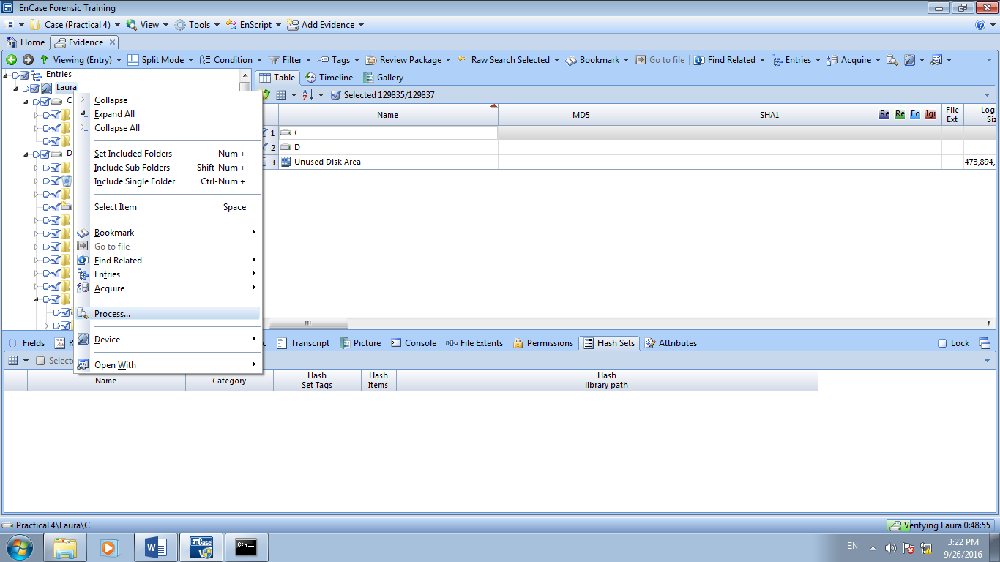 EnCase Forensic Training
Case (Practical 4) View Tools EnScript Add Evidence
Home Evidence
Viewing (Entry) Split Mode Condition Filter Tags Review Package Raw Search Selected Bookmark Go to file Find Related Entries Acquire
Entries
Laura
C
D
Table Timeline Gallery
Selected 129835/129837
Name MD5 SHA1 Re Re Fo Igr File Ext Log Siz
1 C
2 D
3 Unused Disk Area 473,894,
Collapse
Expand All
Collapse All
Set Included Folders Num +
Include Sub Folders Shift-Num +
Include Single Folder Ctrl-Num +
Select Item Space
Bookmark
Go to file
Find Related
Entries
Acquire
Process...
Device
Open With
Fields R c Transcript Picture Console File Extents Permissions Hash Sets Attributes Lock
Selecte
Name Category Hash Set Tags Hash Items Hash library path
Practical 4\Laura\C Verifying Laura 0:48:55
EN 3:22 PM
9/26/2016